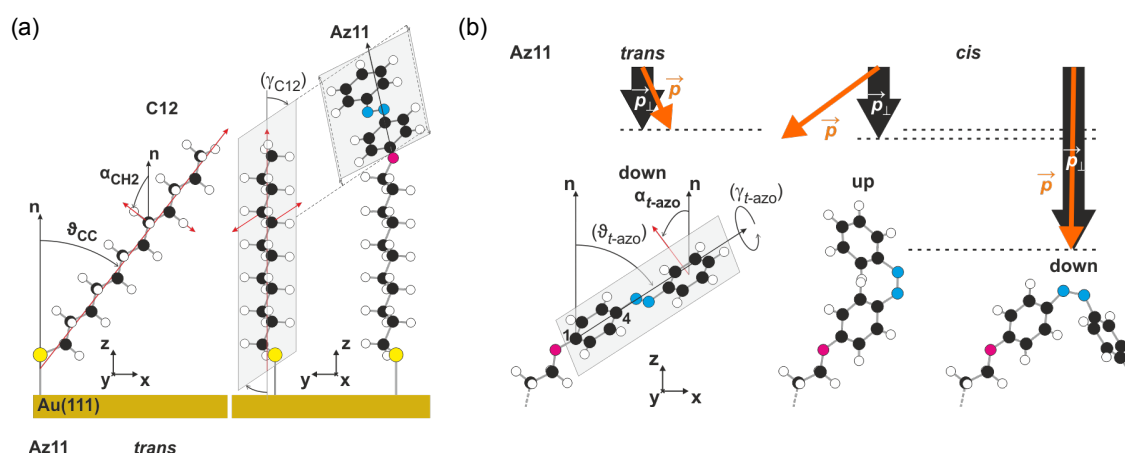 (a)
Az11
C12
(γC12)
n
αCH2
n
ϑCC
z
y
x
z
y
x
Au(111)
Az11 trans
(b)
Az11 trans cis
p⊥
p
p⊥
p
p⊥
p
down
up
down
n
n
αt-azo
(γt-azo)
(ϑt-azo)
1
4
z
y
x